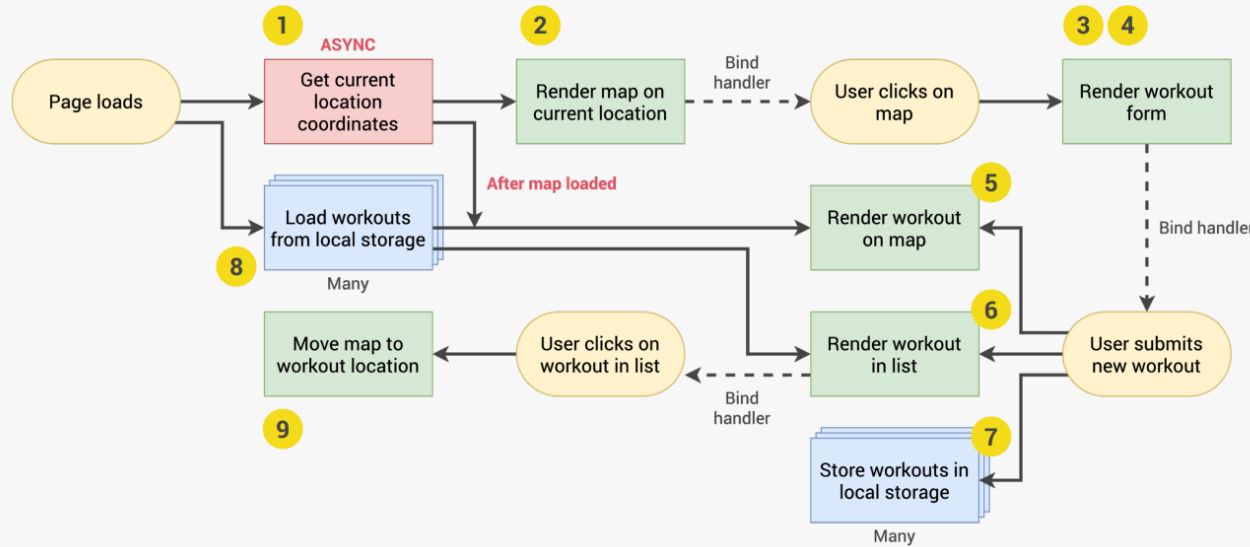 1
2
3
4
ASYNC
Page loads
Get current
location
coordinates
Render map on
current location
Bind
handler
User clicks on
map
Render workout
form
After map loaded
5
Load workouts
from local storage
Render workout
on map
Bind handler
8
Many
6
Move map to
workout location
User clicks on
workout in list
Render workout
in list
User submits
new workout
Bind
handler
9
7
Store workouts in
local storage
Many